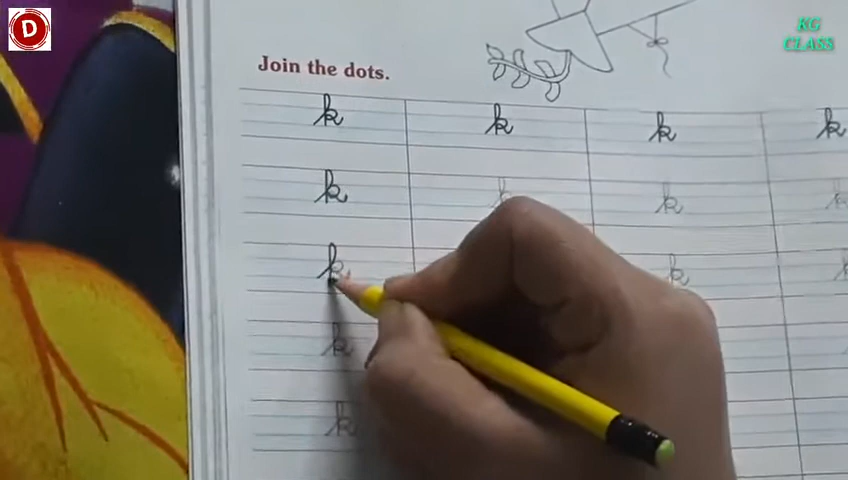 D
KG
CLASS
Join the dots.
k k k k
k k k k
k k k
k
k